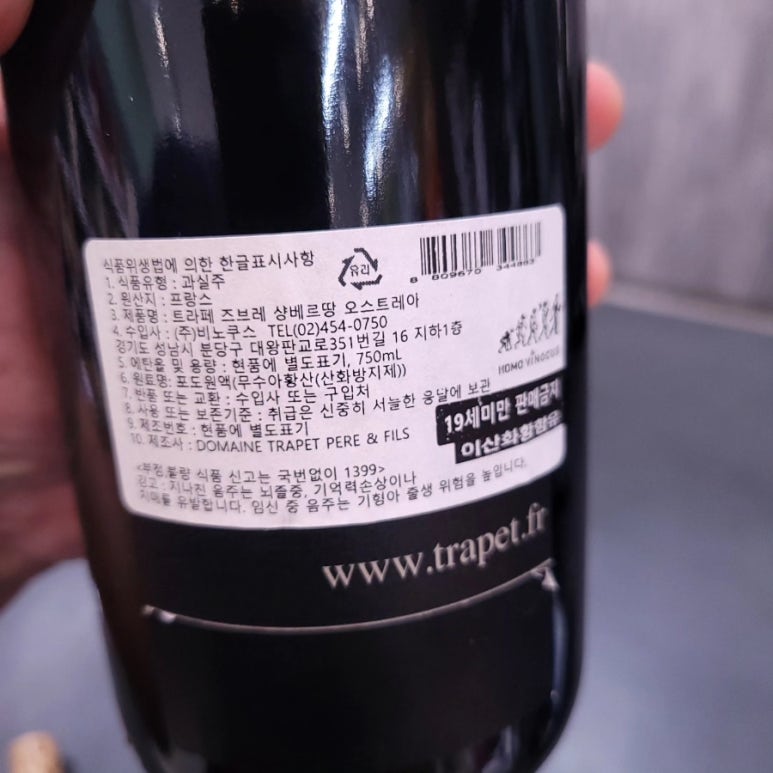 식품위생법에 의한 한글표시사항
1. 식품유형 : 과실주
2. 원산지 : 프랑스
3. 제품명 : 트라페 즈브레 샹베르땅 오스트레아
4. 수입사 : (주)비노쿠스 TEL(02)454-0750
경기도 성남시 분당구 대왕판교로351번길 16 지하1층
5. 에탄올 및 용량 : 현품에 별도표기, 750mL
6. 원료명: 포도원액(무수아황산(산화방지제))
7. 반품 또는 교환 : 수입사 또는 구입처
8. 사용 또는 보존기준 : 취급은 신중히 서늘한 응달에 보관
9. 제조번호 : 현품에 별도표기
10. 제조사 : DOMAINE TRAPET PERE & FILS
<부정,불량 식품 신고는 국번없이 1399>
경고 : 지나친 음주는 뇌졸중, 기억력손상이나
치매를 유발합니다. 임신 중 음주는 기형아 출생 위험을 높입니다.
유리
8 809670 344883
HOMO VINOCUS
19세미만 판매금지
이산화황함유
www.trapet.fr